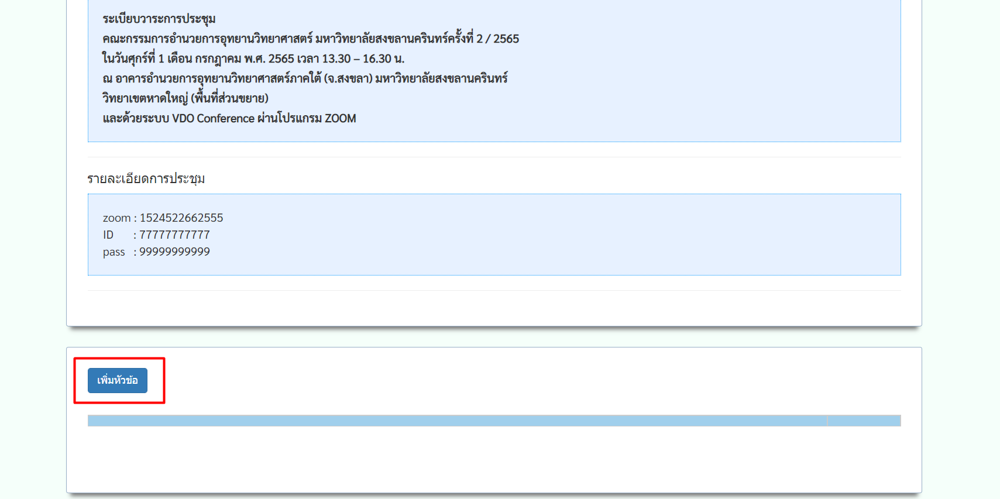 ระเบียบวาระการประชุม
คณะกรรมการอำนวยการอุทยานวิทยาศาสตร์ มหาวิทยาลัยสงขลานครินทร์ครั้งที่ 2 / 2565
ในวันศุกร์ที่ 1 เดือน กรกฎาคม พ.ศ. 2565 เวลา 13.30 – 16.30 น.
ณ อาคารอำนวยการอุทยานวิทยาศาสตร์ภาคใต้ (จ.สงขลา) มหาวิทยาลัยสงขลานครินทร์
วิทยาเขตหาดใหญ่ (พื้นที่ส่วนขยาย)
และด้วยระบบ VDO Conference ผ่านโปรแกรม ZOOM
รายละเอียดการประชุม
zoom : 1524522662555
ID : 77777777777
pass : 99999999999
เพิ่มหัวข้อ